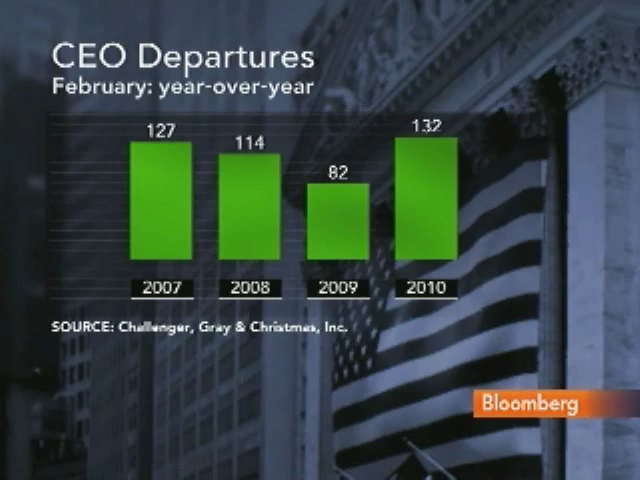 CEO Departures
February: year-over-year
127
114
82
132
2007
2008
2009
2010
SOURCE: Challenger, Gray & Christmas, Inc.
Bloomberg